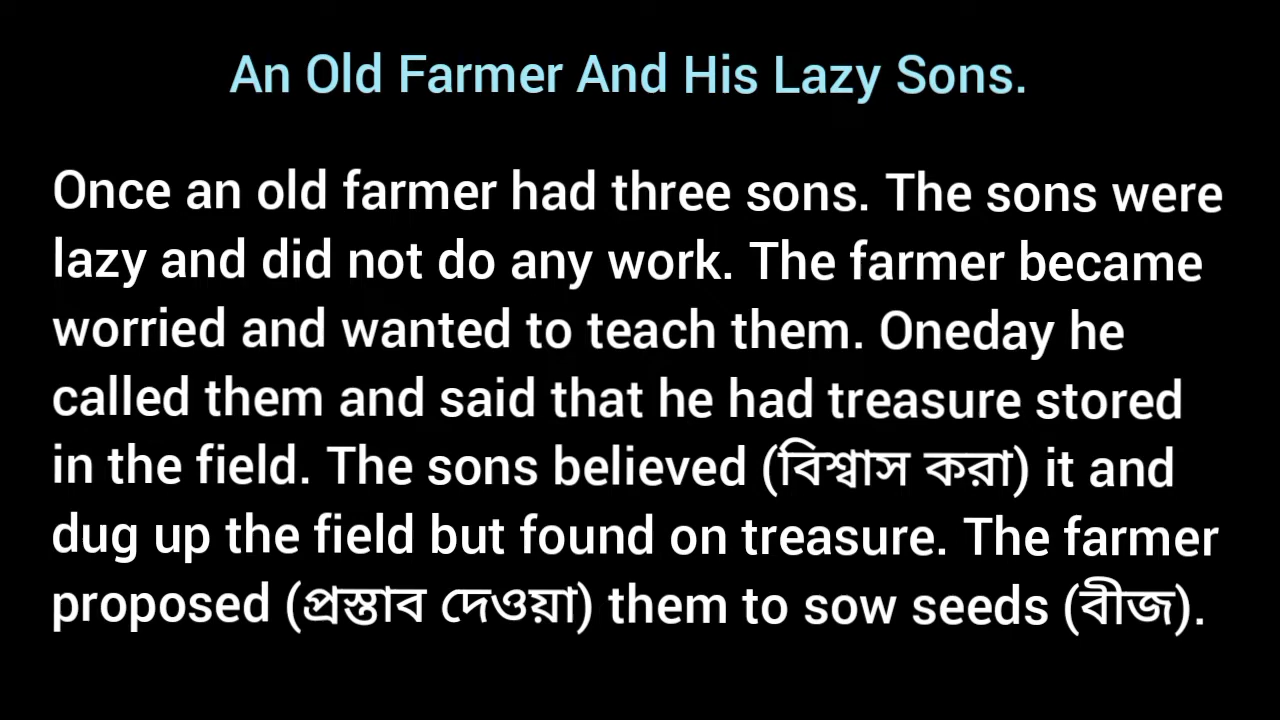 An Old Farmer And His Lazy Sons.
Once an old farmer had three sons. The sons were
lazy and did not do any work. The farmer became
worried and wanted to teach them. Oneday he
called them and said that he had treasure stored
in the field. The sons believed (বিশ্বাস করা) it and
dug up the field but found on treasure. The farmer
proposed (প্রস্তাব দেওয়া) them to sow seeds (বীজ).